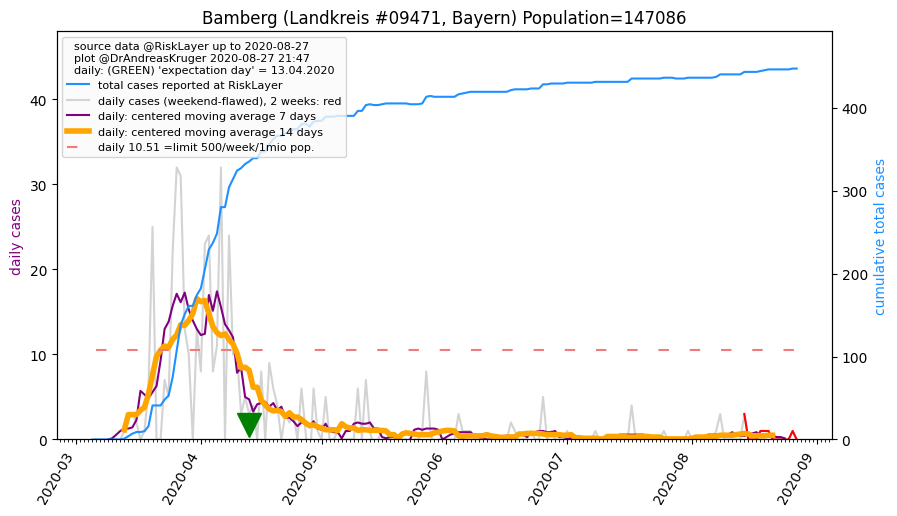 Bamberg (Landkreis #09471, Bayern) Population=147086
source data @RiskLayer up to 2020-08-27
plot @DrAndreasKruger 2020-08-27 21:47
daily: (GREEN) 'expectation day' = 13.04.2020
total cases reported at RiskLayer
daily cases (weekend-flawed), 2 weeks: red
daily: centered moving average 7 days
daily: centered moving average 14 days
daily 10.51 =limit 500/week/1mio pop.
daily cases
0
10
20
30
40
cumulative total cases
0
100
200
300
400
2020-03
2020-04
2020-05
2020-06
2020-07
2020-08
2020-09